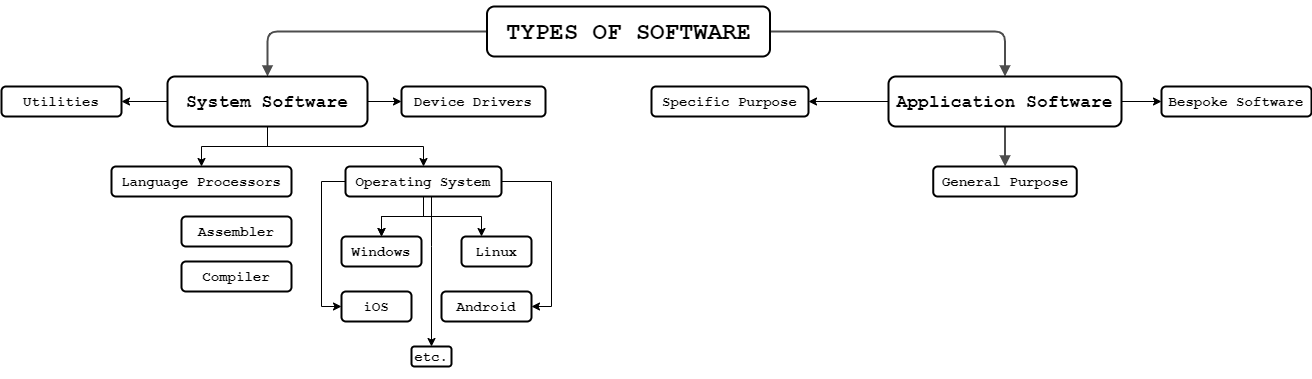 TYPES OF SOFTWARE
Utilities
System Software
Device Drivers
Specific Purpose
Application Software
Bespoke Software
Language Processors
Operating System
General Purpose
Assembler
Windows
Linux
Compiler
iOS
Android
etc.